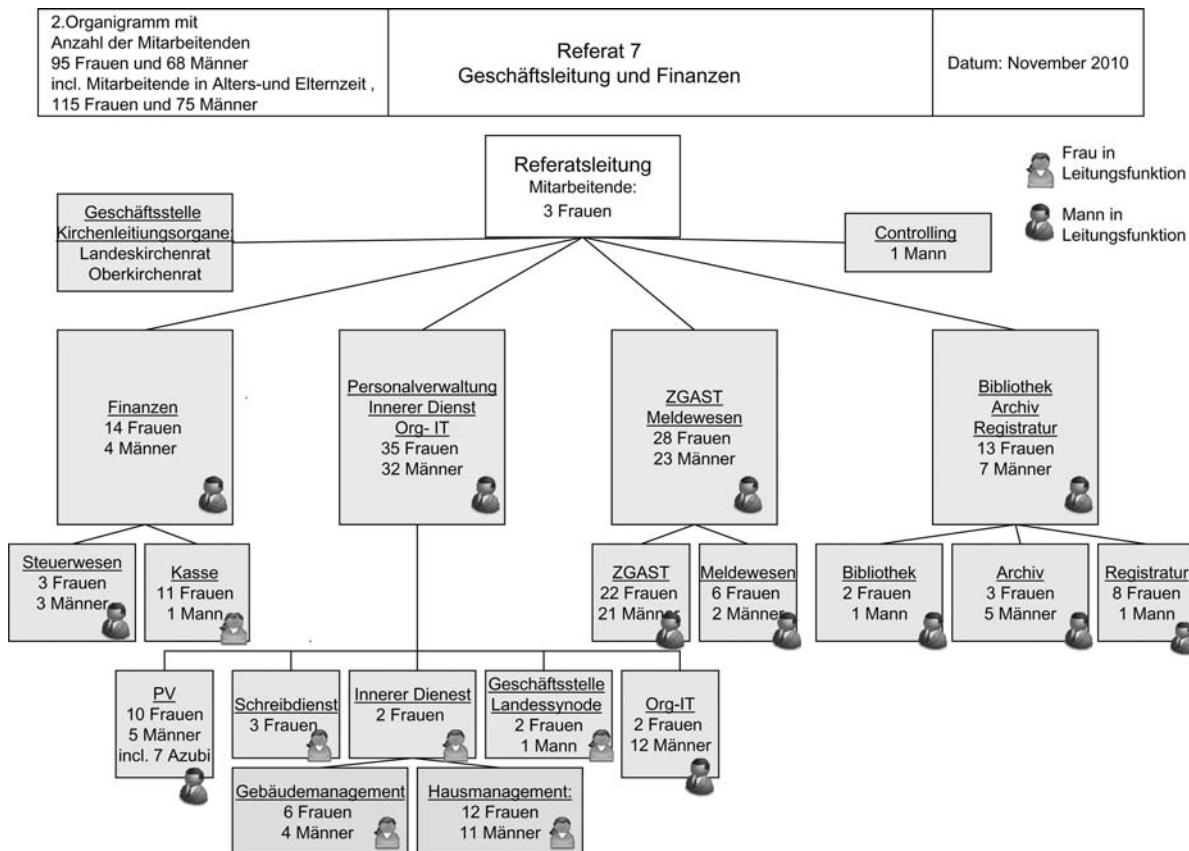 2.Organigramm mit
Anzahl der Mitarbeitenden
95 Frauen und 68 Männer
incl. Mitarbeitende in Alters-und Elternzeit ,
115 Frauen und 75 Männer
Referat 7
Geschäftsleitung und Finanzen
Datum: November 2010
Referatsleitung
Mitarbeitende:
3 Frauen
Frau in
Leitungsfunktion
Mann in
Leitungsfunktion
Geschäftsstelle
Kirchenleitiungsorgane:
Landeskirchenrat
Oberkirchenrat
Controlling
1 Mann
Finanzen
14 Frauen
4 Männer
Personalverwaltung
Innerer Dienst
Org- IT
35 Frauen
32 Männer
ZGAST
Meldewesen
28 Frauen
23 Männer
Bibliothek
Archiv
Registratur
13 Frauen
7 Männer
Steuerwesen
3 Frauen
3 Männer
Kasse
11 Frauen
1 Mann
ZGAST
22 Frauen
21 Männer
Meldewesen
6 Frauen
2 Männer
Bibliothek
2 Frauen
1 Mann
Archiv
3 Frauen
5 Männer
Registratur
8 Frauen
1 Mann
PV
10 Frauen
5 Männer
incl. 7 Azubi
Schreibdienst
3 Frauen
Innerer Dienest
2 Frauen
Geschäftsstelle
Landessynode
2 Frauen
1 Mann
Org-IT
2 Frauen
12 Männer
Gebäudemanagement
6 Frauen
4 Männer
Hausmanagement:
12 Frauen
11 Männer